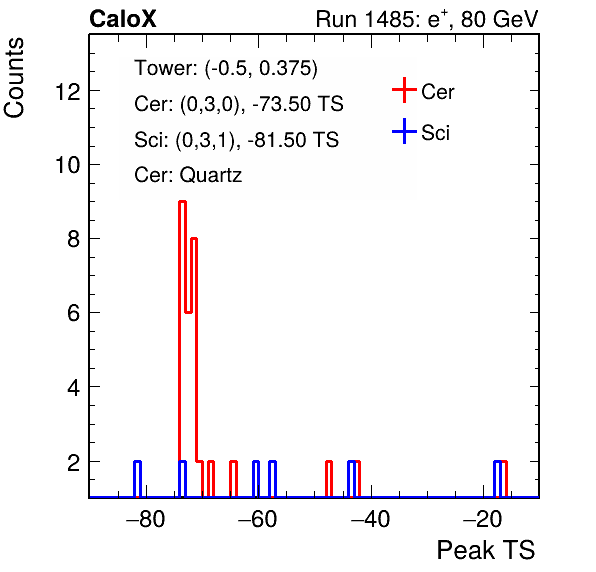 CaloX Run 1485: e⁺, 80 GeV
Counts
Tower: (-0.5, 0.375)
Cer: (0,3,0), -73.50 TS
Sci: (0,3,1), -81.50 TS
Cer: Quartz
Cer
Sci
12
10
8
6
4
2
−80 −60 −40 −20
Peak TS